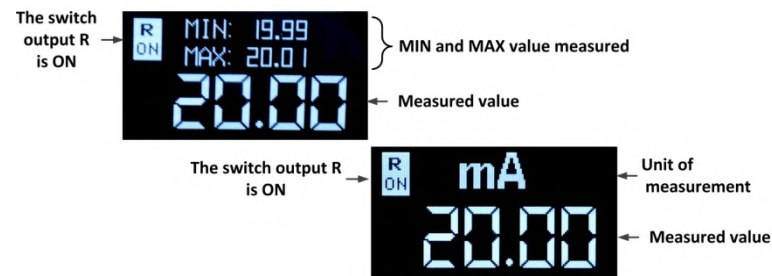 The switch
output R
is ON
R
ON
MIN: 19.99
MAX: 20.01
MIN and MAX value measured
20.00
Measured value
The switch output R
is ON
R
ON
mA
Unit of
measurement
20.00
Measured value